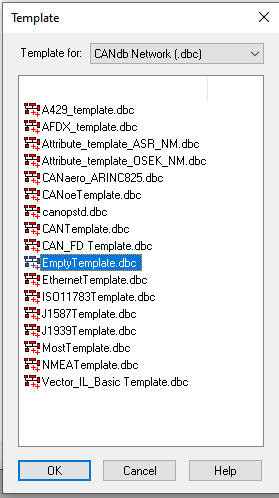 Template
Template for: CANdb Network (.dbc)
A429_template.dbc
AFDX_template.dbc
Attribute_template_ASR_NM.dbc
Attribute_template_OSEK_NM.dbc
CANaero_ARINC825.dbc
CANoeTemplate.dbc
canopstd.dbc
CANTemplate.dbc
CAN_FD Template.dbc
EmptyTemplate.dbc
EthernetTemplate.dbc
ISO11783Template.dbc
J1587Template.dbc
J1939Template.dbc
MostTemplate.dbc
NMEATemplate.dbc
Vector_IL_Basic Template.dbc
OK Cancel Help